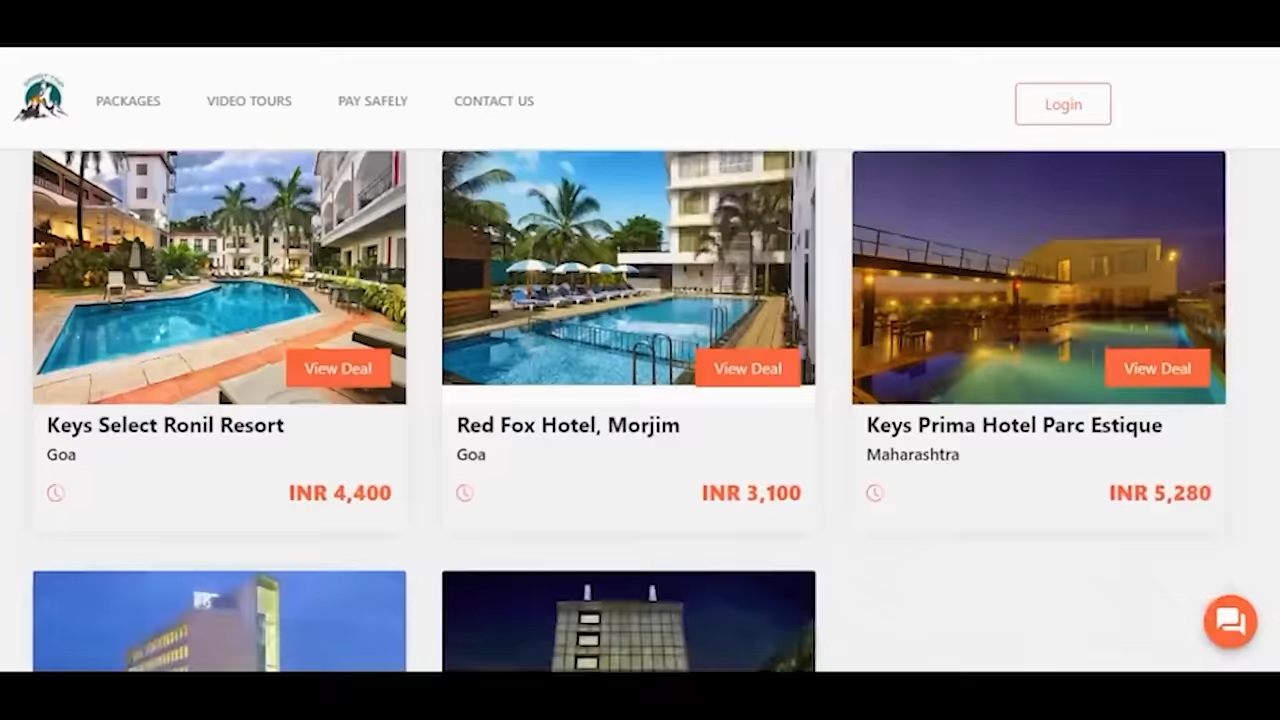 PACKAGES VIDEO TOURS PAY SAFELY CONTACT US Login
View Deal View Deal View Deal
Keys Select Ronil Resort Red Fox Hotel, Morjim Keys Prima Hotel Parc Estique
Goa Goa Maharashtra
INR 4,400 INR 3,100 INR 5,280